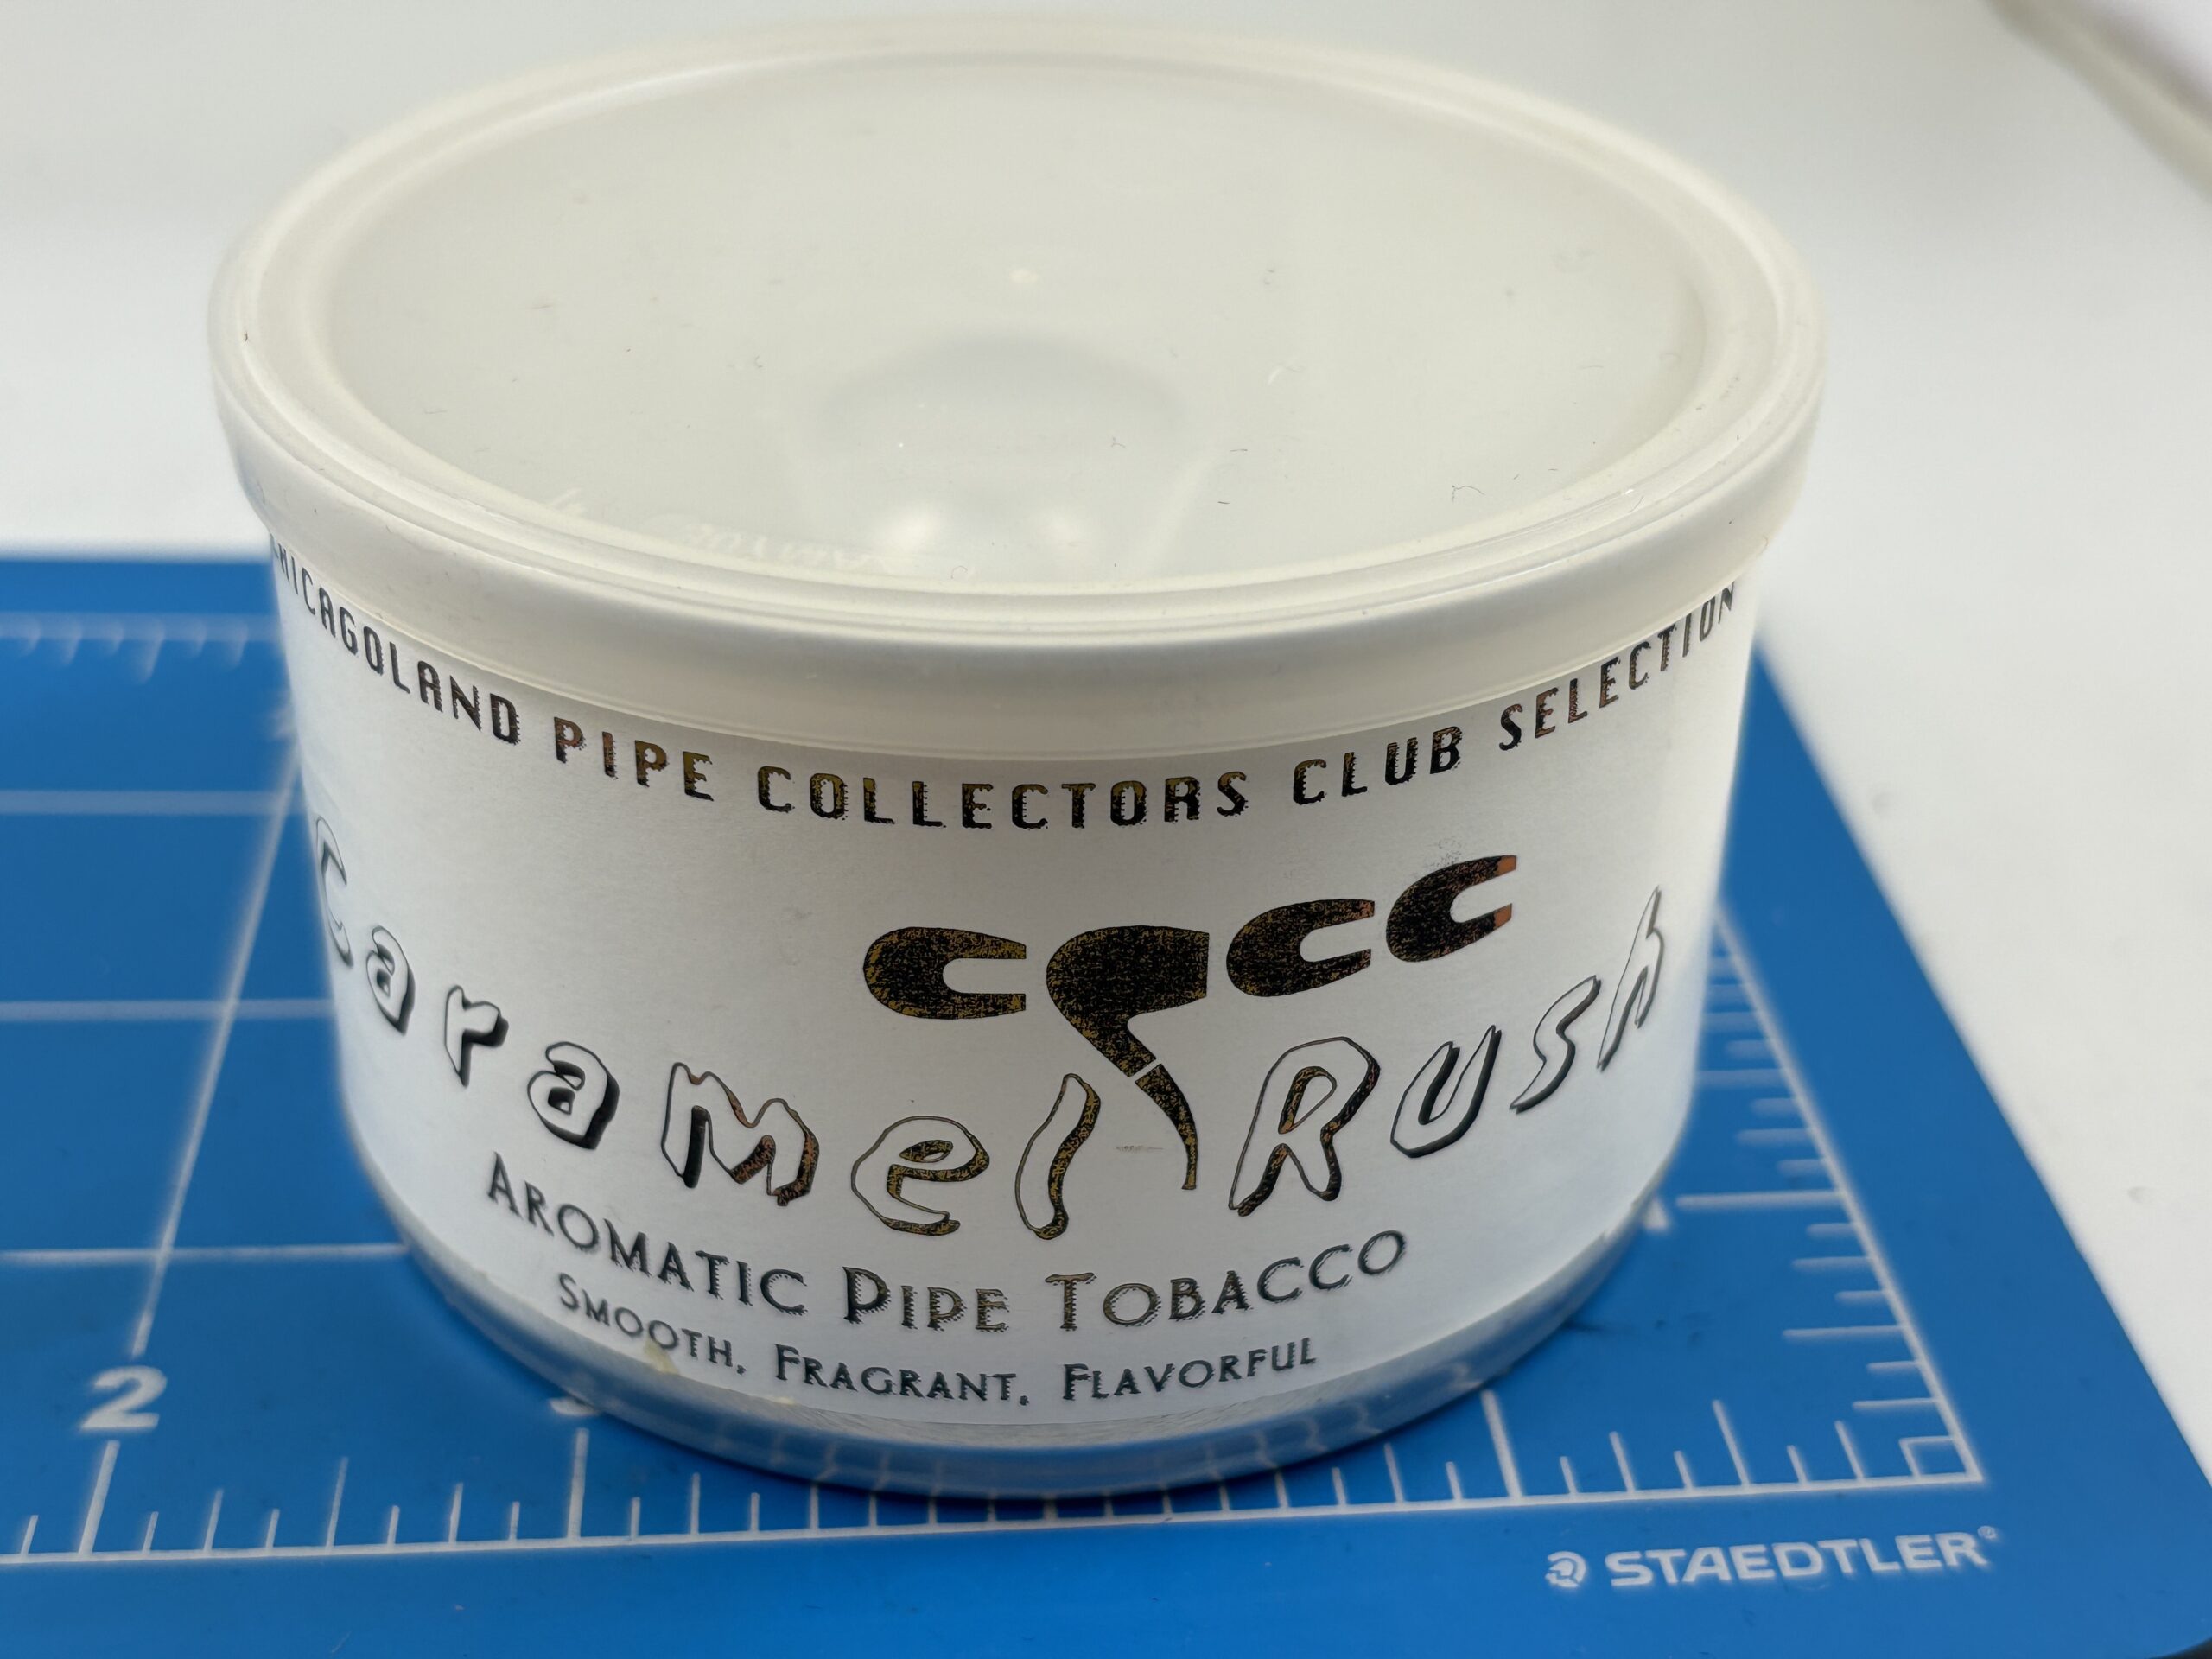 CHICAGOLAND PIPE COLLECTORS CLUB SELECTION
CPCC
Caramel Rush
AROMATIC PIPE TOBACCO
SMOOTH, FRAGRANT, FLAVORFUL
2
STAEDTLER®